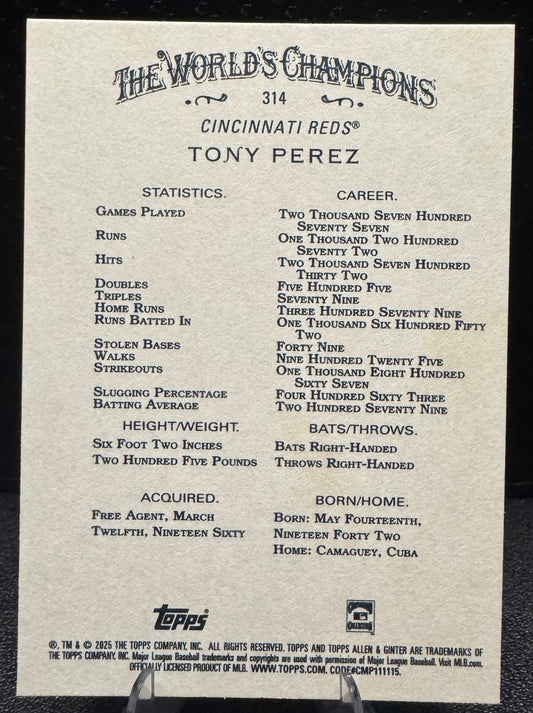 THE WORLD'S CHAMPIONS
314
CINCINNATI REDS®
TONY PEREZ
STATISTICS. CAREER.
GAMES PLAYED TWO THOUSAND SEVEN HUNDRED
SEVENTY SEVEN
RUNS ONE THOUSAND TWO HUNDRED
SEVENTY TWO
HITS TWO THOUSAND SEVEN HUNDRED
THIRTY TWO
DOUBLES FIVE HUNDRED FIVE
TRIPLES SEVENTY NINE
HOME RUNS THREE HUNDRED SEVENTY NINE
RUNS BATTED IN ONE THOUSAND SIX HUNDRED FIFTY
TWO
STOLEN BASES FORTY NINE
WALKS NINE HUNDRED TWENTY FIVE
STRIKEOUTS ONE THOUSAND EIGHT HUNDRED
SIXTY SEVEN
SLUGGING PERCENTAGE FOUR HUNDRED SIXTY THREE
BATTING AVERAGE TWO HUNDRED SEVENTY NINE
HEIGHT/WEIGHT. BATS/THROWS.
SIX FOOT TWO INCHES BATS RIGHT-HANDED
TWO HUNDRED FIVE POUNDS THROWS RIGHT-HANDED
ACQUIRED. BORN/HOME.
FREE AGENT, MARCH BORN: MAY FOURTEENTH,
TWELFTH, NINETEEN SIXTY NINETEEN FORTY TWO
HOME: CAMAGUEY, CUBA
topps
®, TM & © 2025 THE TOPPS COMPANY, INC. ALL RIGHTS RESERVED. TOPPS AND TOPPS ALLEN & GINTER ARE TRADEMARKS OF
THE TOPPS COMPANY, INC. Major League Baseball trademarks and copyrights are used with permission of Major League Baseball. Visit MLB.com.
OFFICIALLY LICENSED PRODUCT OF MLB. WWW.TOPPS.COM. CODE#CMP111115.